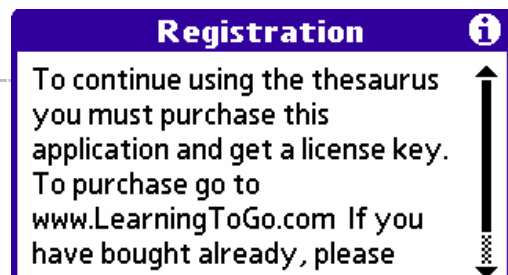 Registration
To continue using the thesaurus
you must purchase this
application and get a license key.
To purchase go to
www.LearningToGo.com If you
have bought already, please